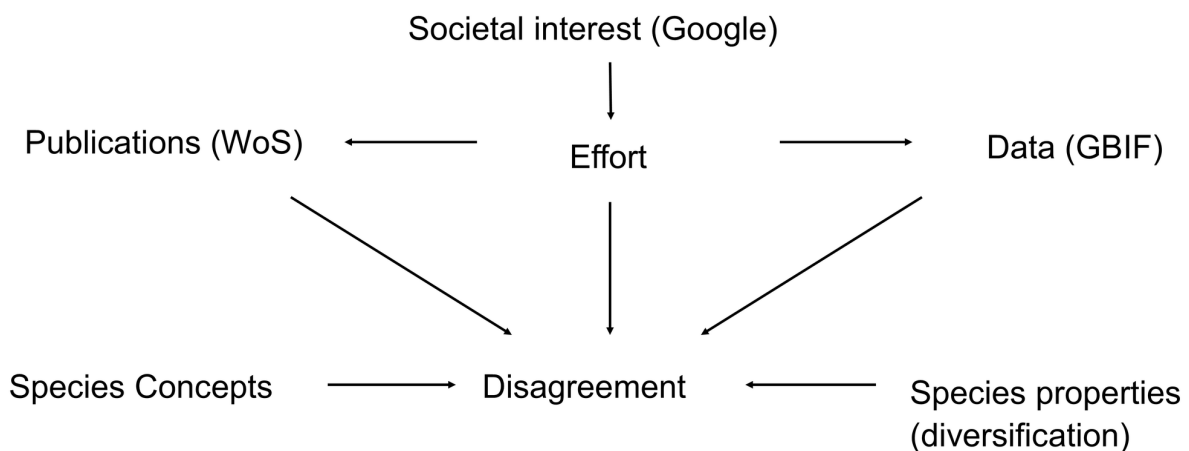 Societal interest (Google)
Publications (WoS)
Effort
Data (GBIF)
Species Concepts
Disagreement
Species properties
(diversification)